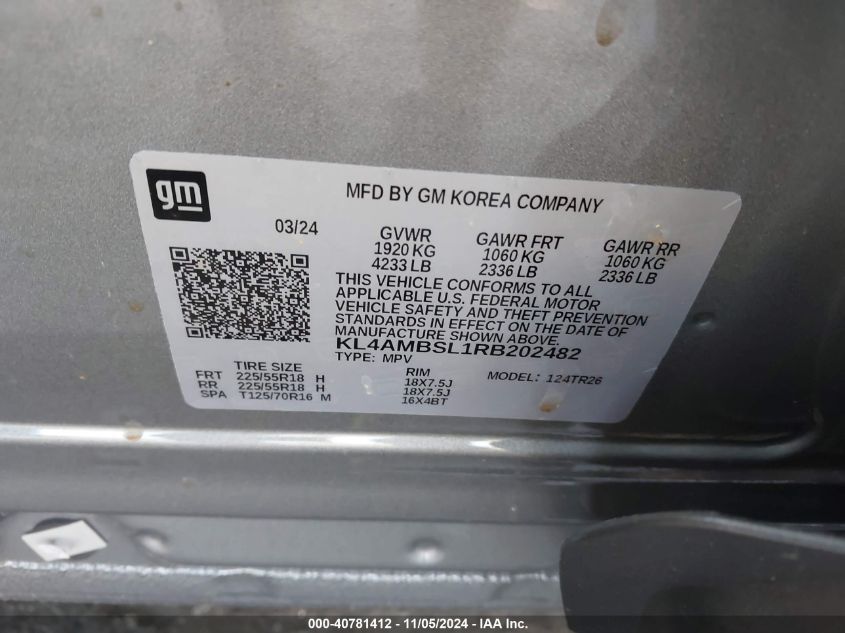 gm
MFD BY GM KOREA COMPANY
03/24
GVWR GAWR FRT GAWR RR
1920 KG 1060 KG 1060 KG
4233 LB 2336 LB 2336 LB
THIS VEHICLE CONFORMS TO ALL
APPLICABLE U.S. FEDERAL MOTOR
VEHICLE SAFETY AND THEFT PREVENTION
STANDARDS IN EFFECT ON THE DATE OF
MANUFACTURE SHOWN ABOVE.
KL4AMBSL1RB202482
TYPE: MPV
TIRE SIZE RIM MODEL: 124TR26
FRT 225/55R18 H 18X7.5J
RR 225/55R18 H 18X7.5J
SPA T125/70R16 M 16X4BT
000-40781412 - 11/05/2024 - IAA Inc.